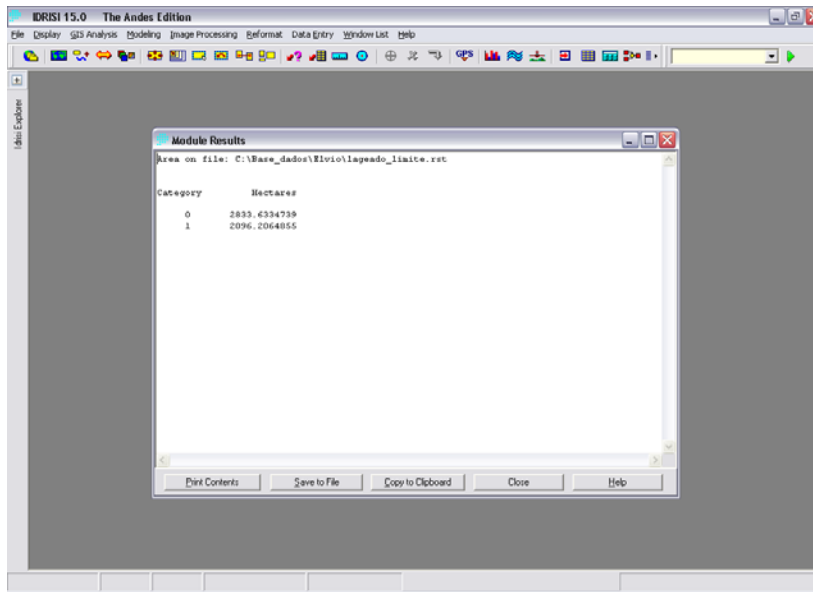 IDRISI 15.0 The Andes Edition
File Display GIS Analysis Modeling Image Processing Reformat Data Entry Window List Help
GPS
Idrisi Explorer
Module Results
Area on file: C:\Base_dados\Elvio\lageado_limite.rst
Category Hectares
0 2833.6334739
1 2096.2064855
Print Contents Save to File Copy to Clipboard Close Help